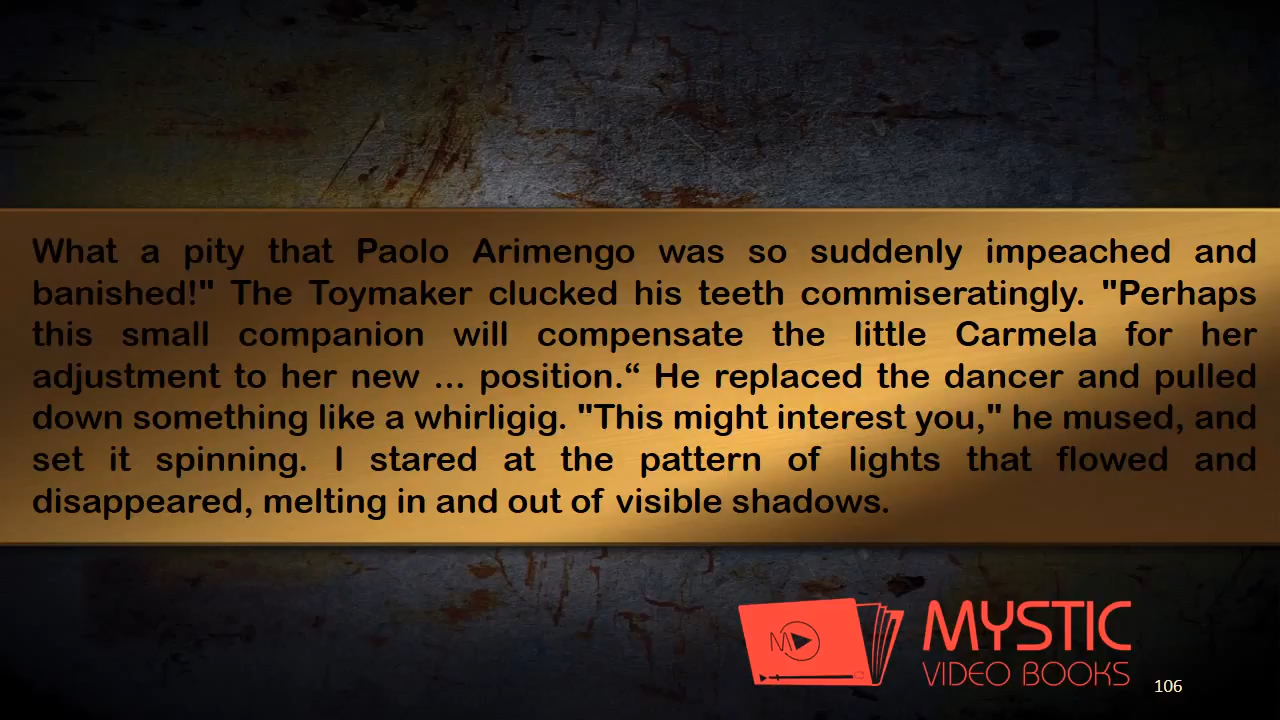 What a pity that Paolo Arimengo was so suddenly impeached and
banished!" The Toymaker clucked his teeth commiseratingly. "Perhaps
this small companion will compensate the little Carmela for her
adjustment to her new ... position.“ He replaced the dancer and pulled
down something like a whirligig. "This might interest you," he mused, and
set it spinning. I stared at the pattern of lights that flowed and
disappeared, melting in and out of visible shadows.
M
MYSTIC
VIDEO BOOKS
106